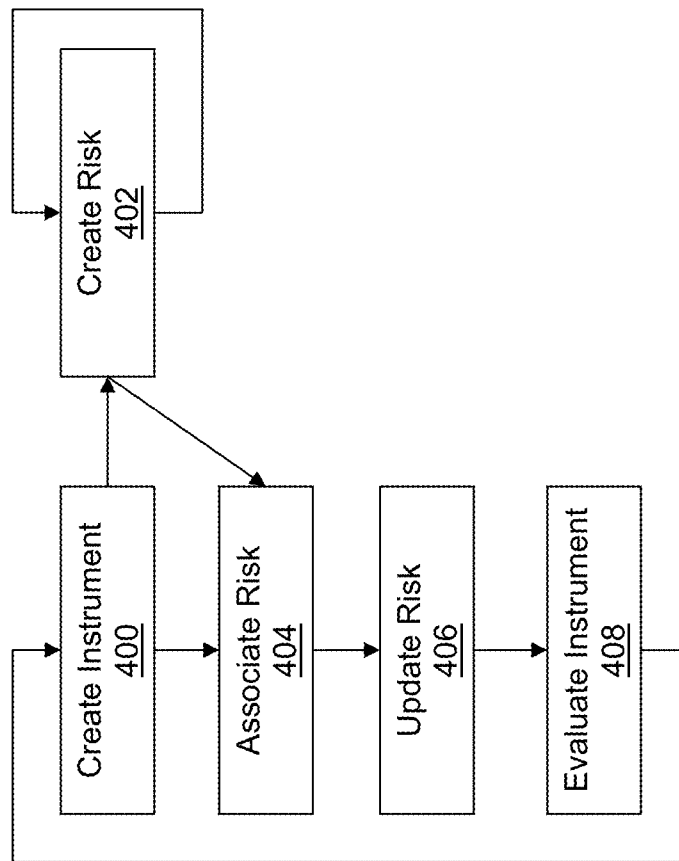 Create Instrument
400
Create Risk
402
Associate Risk
404
Update Risk
406
Evaluate Instrument
408